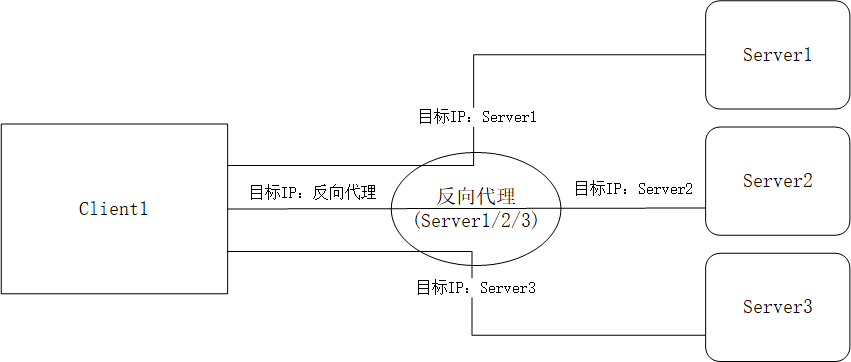 Server1
目标IP：Server1
Client1
目标IP：反向代理
反向代理
(Server1/2/3)
目标IP：Server2
Server2
目标IP：Server3
Server3